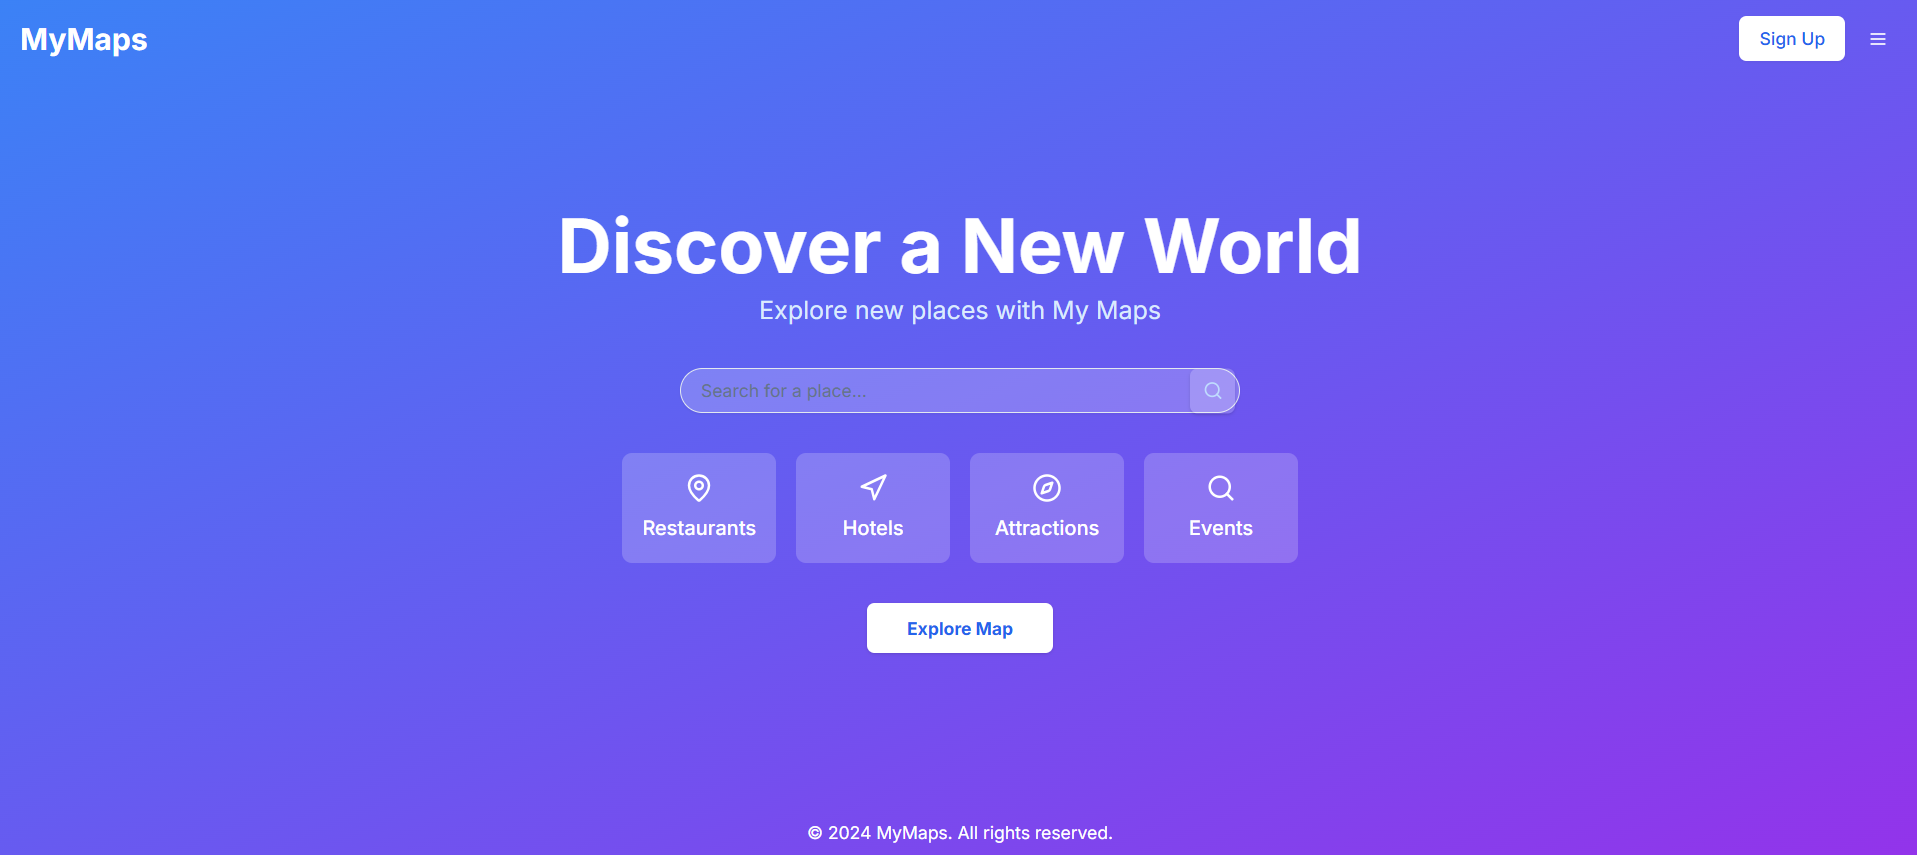 MyMaps
Sign Up
Discover a New World
Explore new places with My Maps
Search for a place...
Restaurants
Hotels
Attractions
Events
Explore Map
© 2024 MyMaps. All rights reserved.